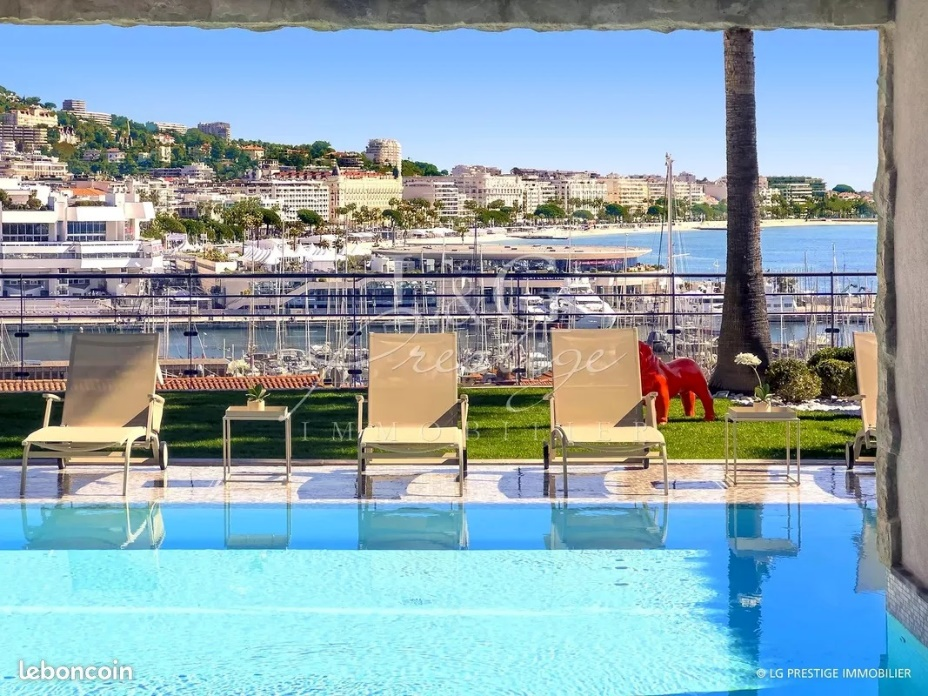 L&G
Prestige
IMMOBILIER
leboncoin
© LG PRESTIGE IMMOBILIER